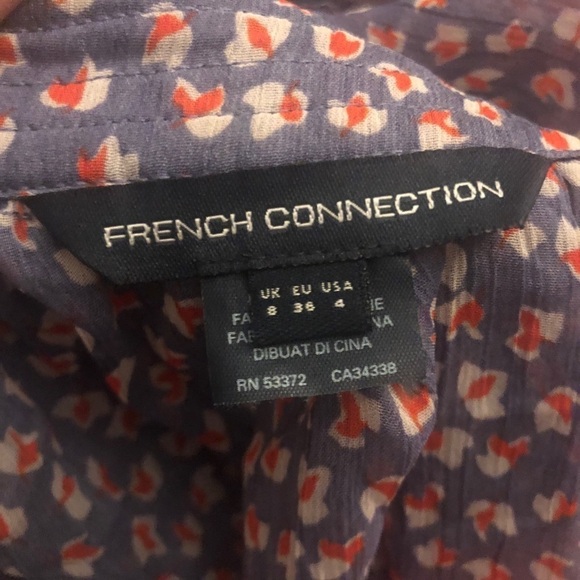 FRENCH CONNECTION
UK EU USA
8 36 4
DIBUAT DI CINA
RN 53372 CA34338